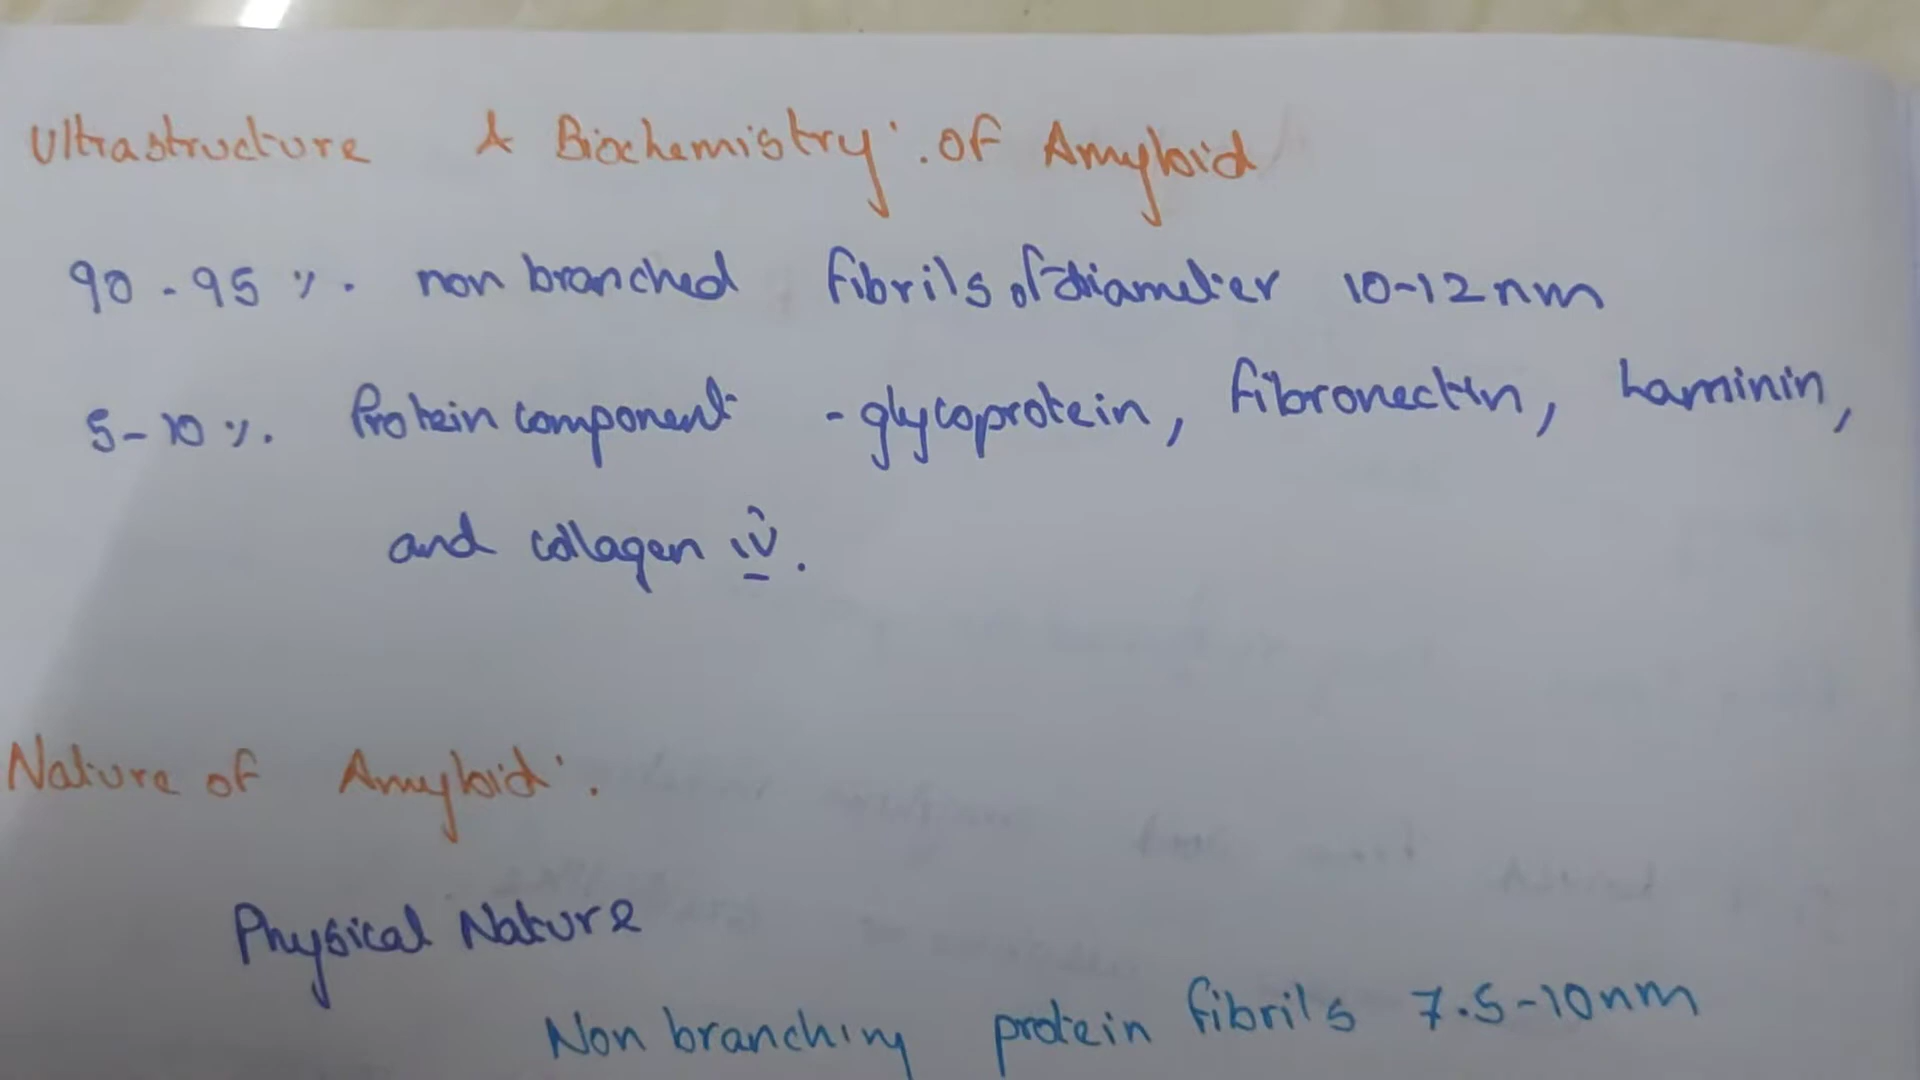 Ultrastructure & Biochemistry of Amyloid
90-95%. non branched fibrils of diameter 10-12nm
5-10%. Protein component - glycoprotein, fibronectin, Laminin,
and collagen IV.
Nature of Amyloid.
Physical Nature
Non branching protein fibrils 7.5-10nm